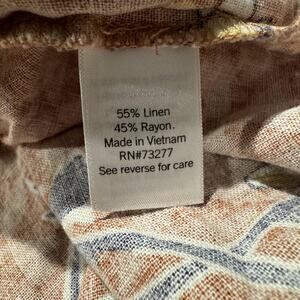 55% Linen
45% Rayon.
Made in Vietnam
RN#73277
See reverse for care